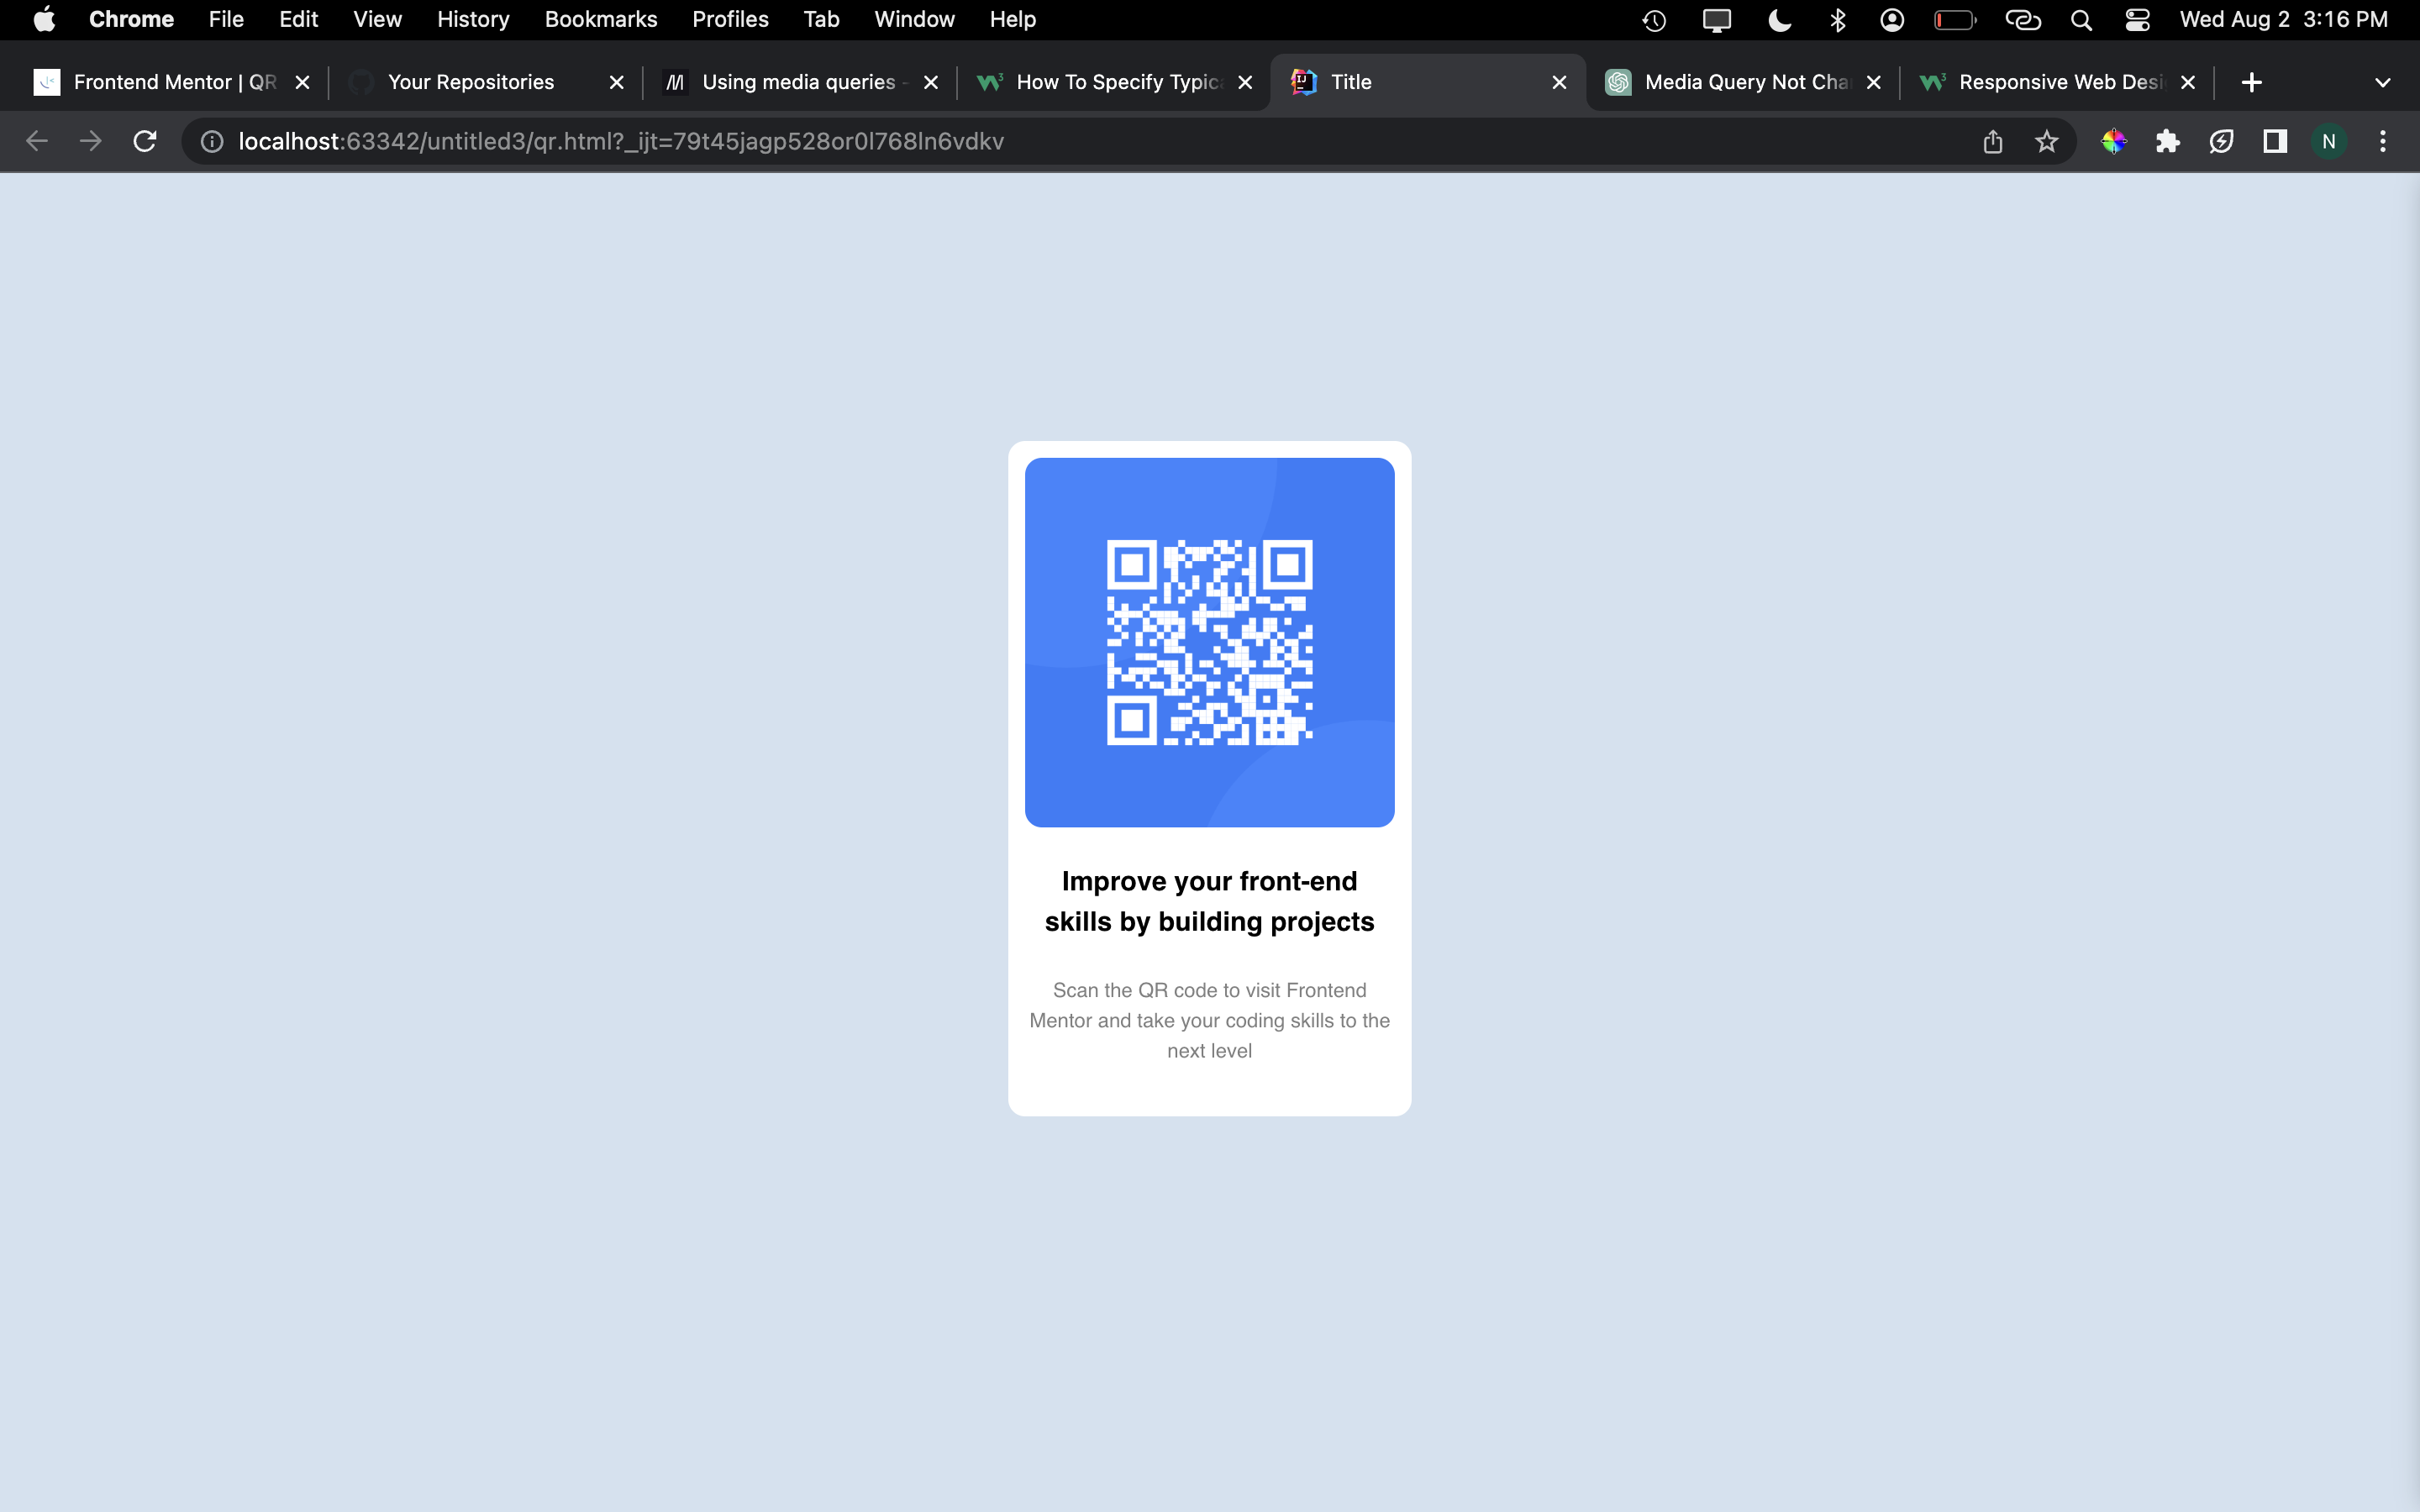 Chrome File Edit View History Bookmarks Profiles Tab Window Help Wed Aug 2 3:16 PM
Frontend Mentor | QR Your Repositories Using media queries - How To Specify Typic Title Media Query Not Cha Responsive Web Desi
localhost:63342/untitled3/qr.html?_ijt=79t45jagp528or0l768ln6vdkv N
Improve your front-end
skills by building projects
Scan the QR code to visit Frontend
Mentor and take your coding skills to the
next level